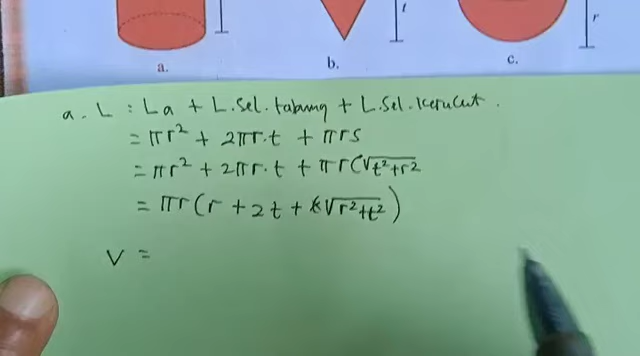 t
r
a.
b.
c.
a. L : La + L.sel.tabung + L.sel.kerucut.
= πr² + 2πr.t + πrs
= πr² + 2πr.t + πr(√t²+r²
= πr(r + 2t + √r²+t²)
V =